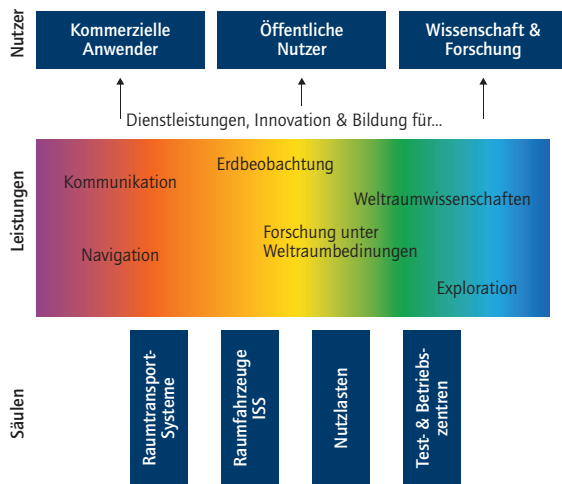 Nutzer
Kommerzielle
Anwender
Öffentliche
Nutzer
Wissenschaft &
Forschung
Dienstleistungen, Innovation & Bildung für...
Leistungen
Kommunikation
Erdbeobachtung
Weltraumwissenschaften
Navigation
Forschung unter
Weltraumbedinungen
Exploration
Säulen
Raumtransport-
Systeme
Raumfahrzeuge
ISS
Nutzlasten
Test- & Betriebs-
zentren